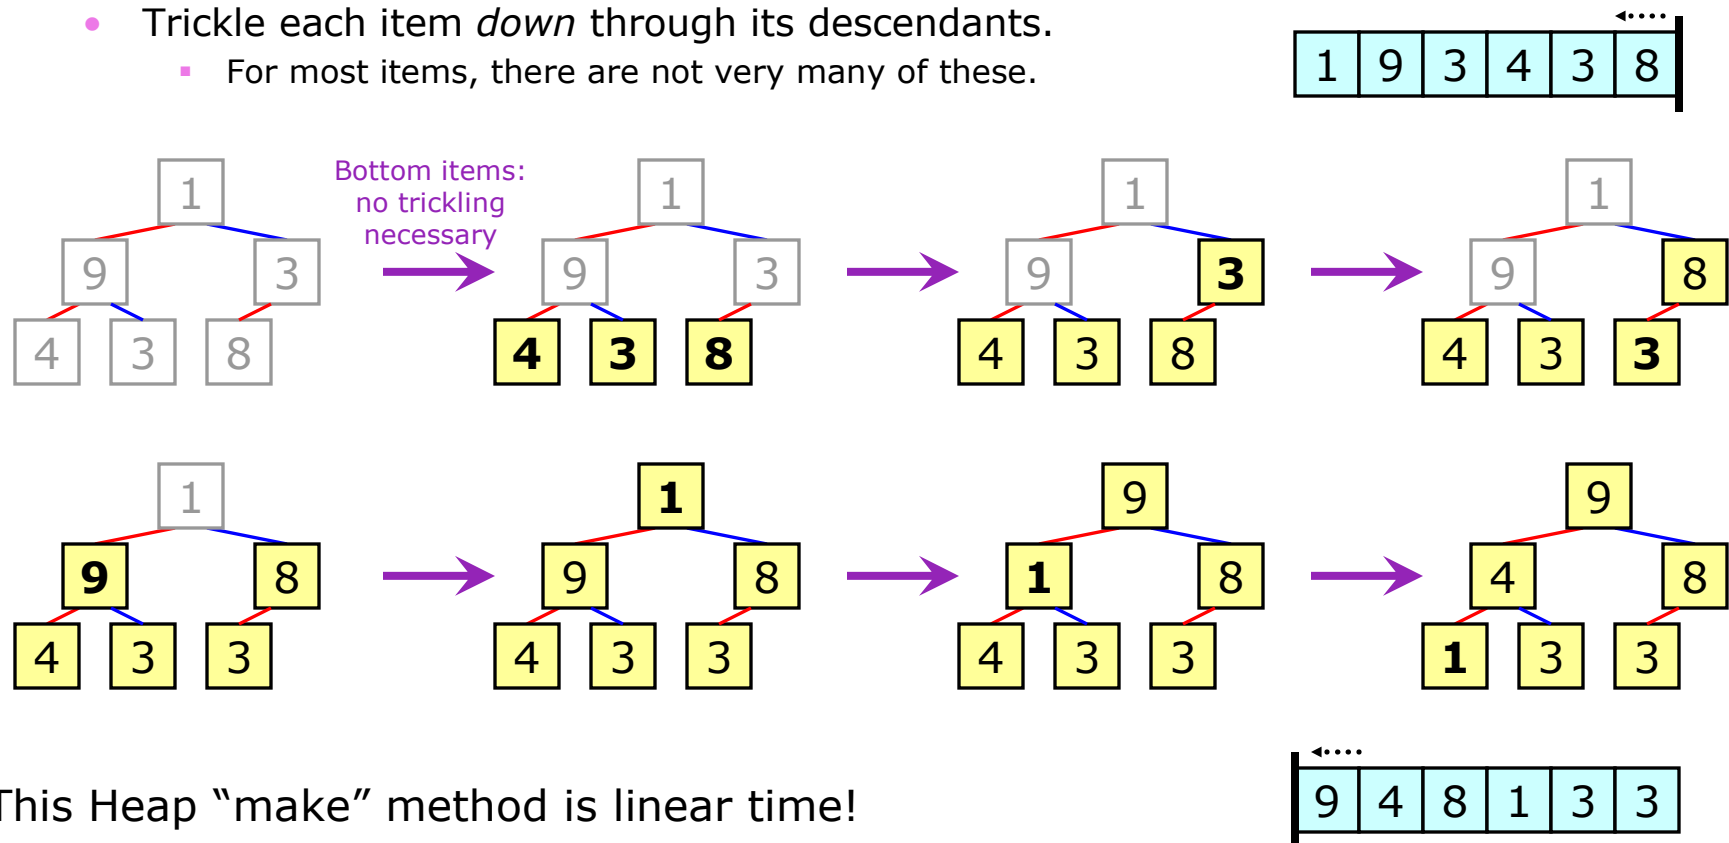 • Trickle each item down through its descendants.
▪ For most items, there are not very many of these.
1 9 3 4 3 8
Bottom items:
no trickling
necessary
1 1 1 1
9 3 9 3 9 3 9 8
4 3 8 4 3 8 4 3 8 4 3 3
1 1 9 9
9 8 9 8 1 8 4 8
4 3 3 4 3 3 4 3 3 1 3 3
This Heap “make” method is linear time!
9 4 8 1 3 3